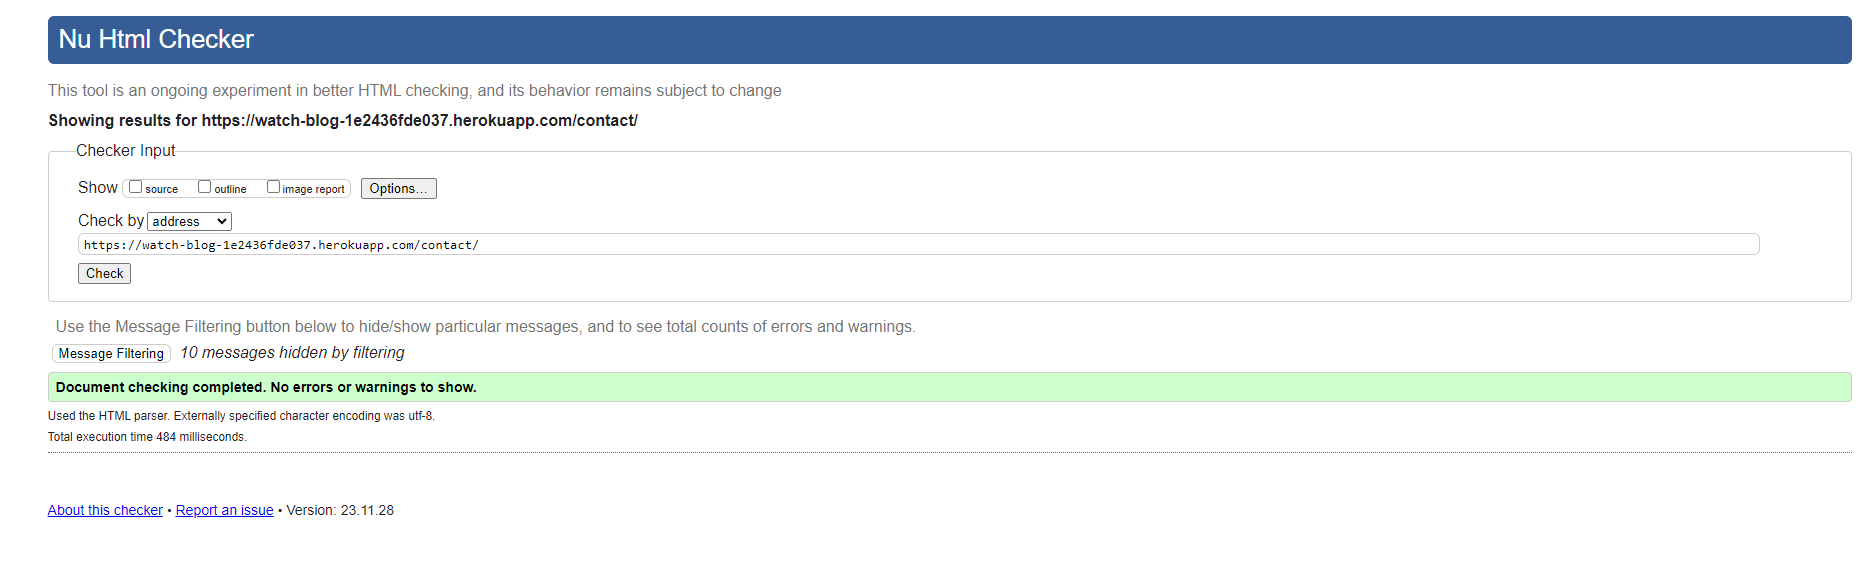 Nu Html Checker
This tool is an ongoing experiment in better HTML checking, and its behavior remains subject to change
Showing results for https://watch-blog-1e2436fde037.herokuapp.com/contact/
Checker Input
Show source outline image report Options...
Check by address
https://watch-blog-1e2436fde037.herokuapp.com/contact/
Check
Use the Message Filtering button below to hide/show particular messages, and to see total counts of errors and warnings.
Message Filtering 10 messages hidden by filtering
Document checking completed. No errors or warnings to show.
Used the HTML parser. Externally specified character encoding was utf-8.
Total execution time 484 milliseconds.
About this checker • Report an issue • Version: 23.11.28